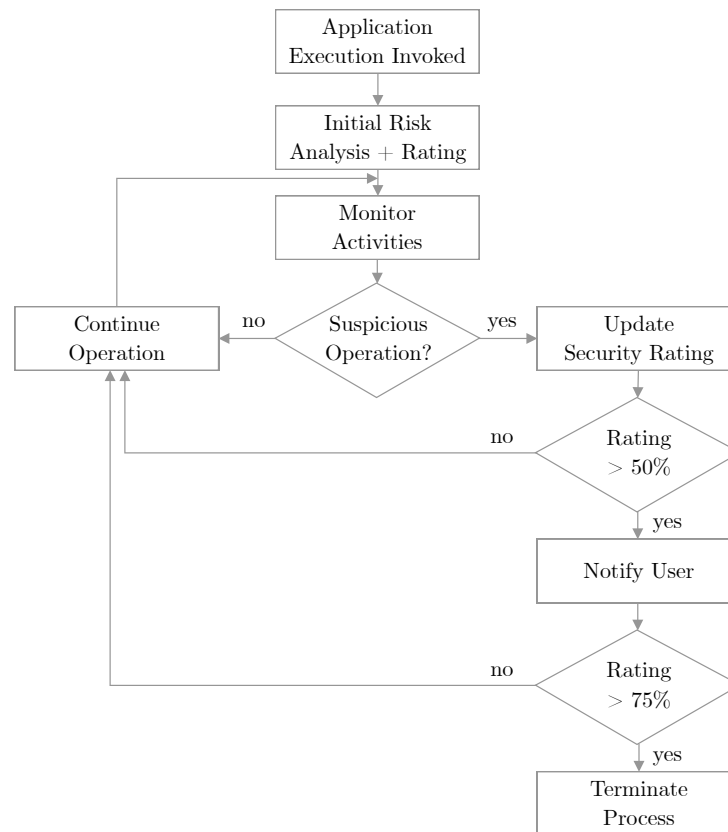 Application
Execution Invoked
Initial Risk
Analysis + Rating
Monitor
Activities
Continue
Operation
no
Suspicious
Operation?
yes
Update
Security Rating
no
Rating
> 50%
yes
Notify User
no
Rating
> 75%
yes
Terminate
Process